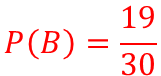 P(B) = 19/30